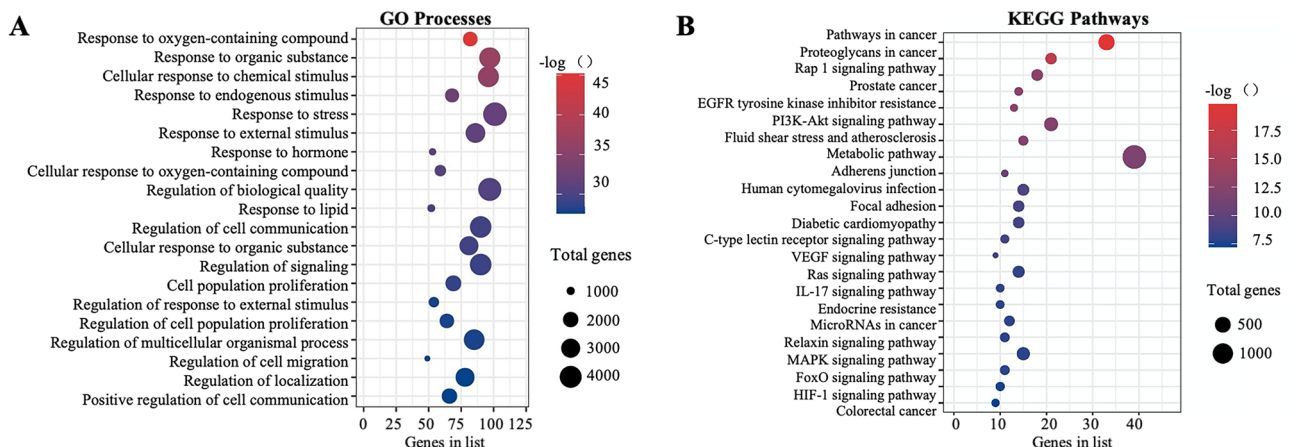 A
GO Processes
Response to oxygen-containing compound
Response to organic substance
Cellular response to chemical stimulus
Response to endogenous stimulus
Response to stress
Response to external stimulus
Response to hormone
Cellular response to oxygen-containing compound
Regulation of biological quality
Response to lipid
Regulation of cell communication
Cellular response to organic substance
Regulation of signaling
Cell population proliferation
Regulation of response to external stimulus
Regulation of cell population proliferation
Regulation of multicellular organismal process
Regulation of cell migration
Regulation of localization
Positive regulation of cell communication
0 25 50 75 100 125
Genes in list
-log ()
45
40
35
30
Total genes
1000
2000
3000
4000
B
KEGG Pathways
Pathways in cancer
Proteoglycans in cancer
Rap 1 signaling pathway
Prostate cancer
EGFR tyrosine kinase inhibitor resistance
PI3K-Akt signaling pathway
Fluid shear stress and atherosclerosis
Metabolic pathway
Adherens junction
Human cytomegalovirus infection
Focal adhesion
Diabetic cardiomyopathy
C-type lectin receptor signaling pathway
VEGF signaling pathway
Ras signaling pathway
IL-17 signaling pathway
Endocrine resistance
MicroRNAs in cancer
Relaxin signaling pathway
MAPK signaling pathway
FoxO signaling pathway
HIF-1 signaling pathway
Colorectal cancer
0 10 20 30 40
Genes in list
-log （）
17.5
15.0
12.5
10.0
7.5
Total genes
500
1000